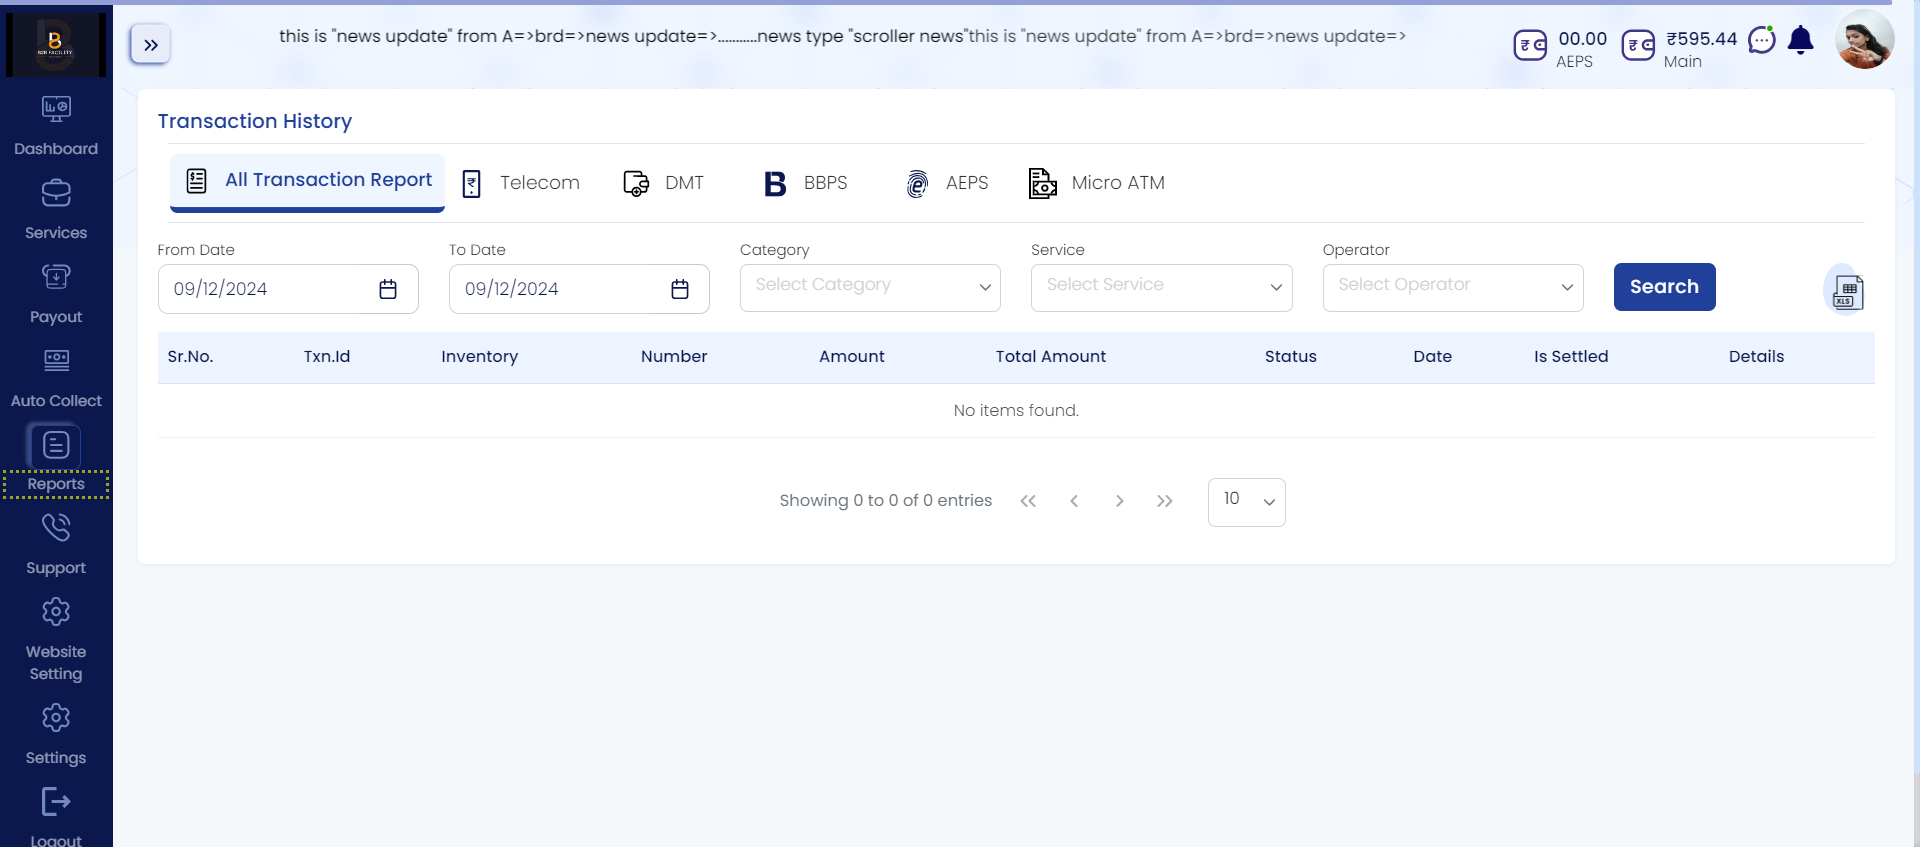 B2B FACILITY
this is "news update" from A=>brd=>news update=>............news type "scroller news"this is "news update" from A=>brd=>news update=>
00.00
AEPS
₹595.44
Main
Dashboard
Services
Payout
Auto Collect
Reports
Support
Website
Setting
Settings
Logout
Transaction History
All Transaction Report
Telecom
DMT
BBPS
AEPS
Micro ATM
From Date
To Date
Category
Service
Operator
09/12/2024
09/12/2024
Select Category
Select Service
Select Operator
Search
XLS
Sr.No. Txn.Id Inventory Number Amount Total Amount Status Date Is Settled Details
No items found.
Showing 0 to 0 of 0 entries
10